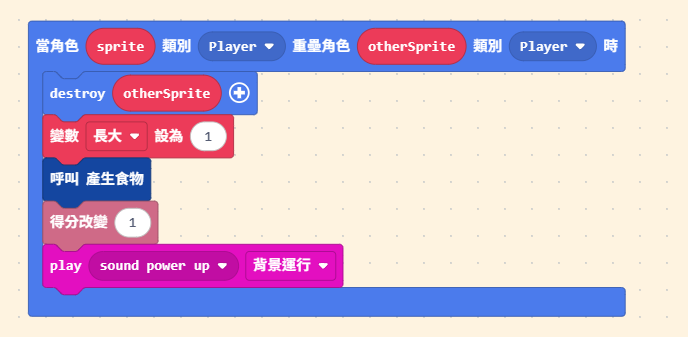 當角色 sprite 類別 Player 重疊角色 otherSprite 類別 Player 時
destroy otherSprite
變數 長大 設為 1
呼叫 產生食物
得分改變 1
play sound power up 背景運行